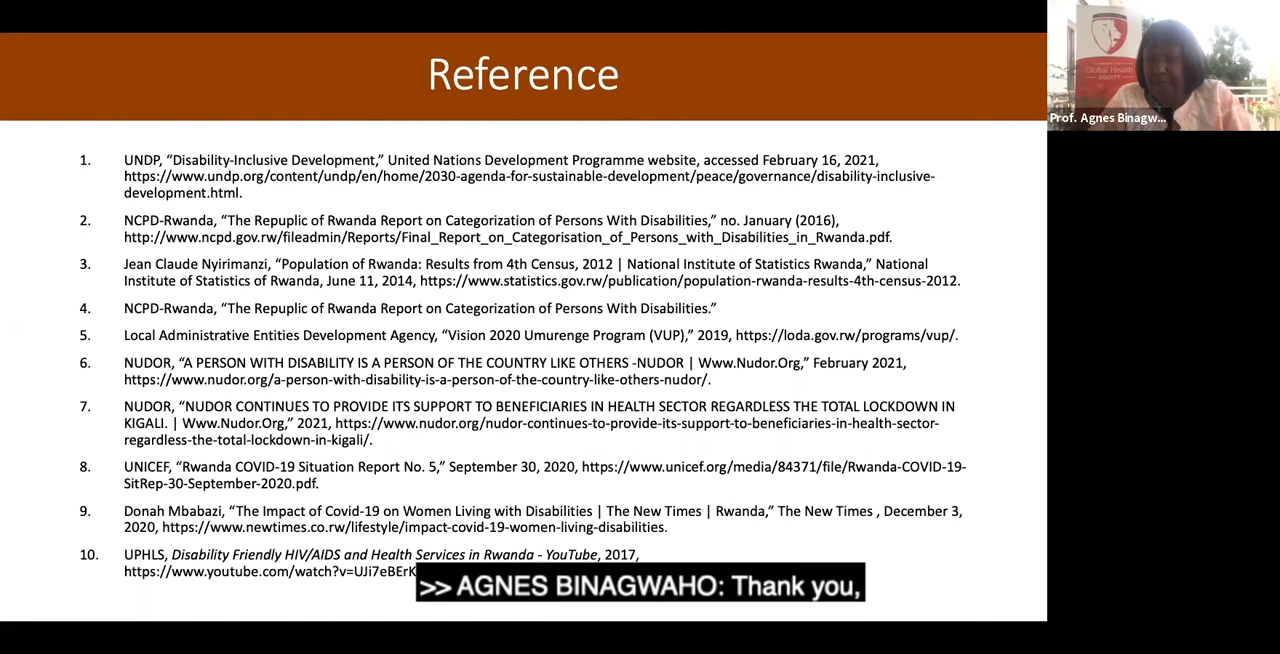 Reference
1. UNDP, “Disability-Inclusive Development,” United Nations Development Programme website, accessed February 16, 2021,
https://www.undp.org/content/undp/en/home/2030-agenda-for-sustainable-development/peace/governance/disability-inclusive-
development.html.
2. NCPD-Rwanda, “The Repuplic of Rwanda Report on Categorization of Persons With Disabilities,” no. January (2016),
http://www.ncpd.gov.rw/fileadmin/Reports/Final_Report_on_Categorisation_of_Persons_with_Disabilities_in_Rwanda.pdf.
3. Jean Claude Nyirimanzi, “Population of Rwanda: Results from 4th Census, 2012 | National Institute of Statistics Rwanda,” National
Institute of Statistics of Rwanda, June 11, 2014, https://www.statistics.gov.rw/publication/population-rwanda-results-4th-census-2012.
4. NCPD-Rwanda, “The Repuplic of Rwanda Report on Categorization of Persons With Disabilities.”
5. Local Administrative Entities Development Agency, “Vision 2020 Umurenge Program (VUP),” 2019, https://loda.gov.rw/programs/vup/.
6. NUDOR, “A PERSON WITH DISABILITY IS A PERSON OF THE COUNTRY LIKE OTHERS -NUDOR | Www.Nudor.Org,” February 2021,
https://www.nudor.org/a-person-with-disability-is-a-person-of-the-country-like-others-nudor/.
7. NUDOR, “NUDOR CONTINUES TO PROVIDE ITS SUPPORT TO BENEFICIARIES IN HEALTH SECTOR REGARDLESS THE TOTAL LOCKDOWN IN
KIGALI. | Www.Nudor.Org,” 2021, https://www.nudor.org/nudor-continues-to-provide-its-support-to-beneficiaries-in-health-sector-
regardless-the-total-lockdown-in-kigali/.
8. UNICEF, “Rwanda COVID-19 Situation Report No. 5,” September 30, 2020, https://www.unicef.org/media/84371/file/Rwanda-COVID-19-
SitRep-30-September-2020.pdf.
9. Donah Mbabazi, “The Impact of Covid-19 on Women Living with Disabilities | The New Times | Rwanda,” The New Times , December 3,
2020, https://www.newtimes.co.rw/lifestyle/impact-covid-19-women-living-disabilities.
10. UPHLS, Disability Friendly HIV/AIDS and Health Services in Rwanda - YouTube, 2017,
https://www.youtube.com/watch?v=UJi7eBErK
>> AGNES BINAGWAHO: Thank you,
Global Health
EQUITY
Prof. Agnes Binagw...